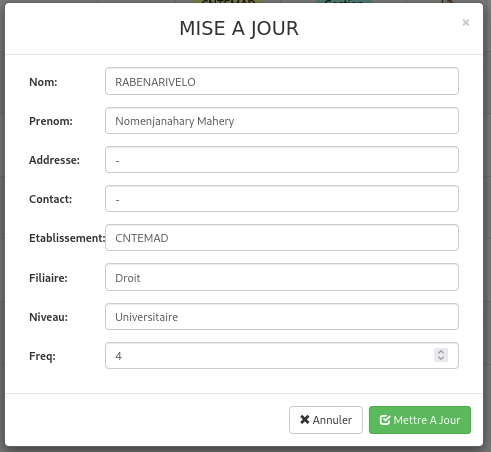 MISE A JOUR
×
Nom: RABENARIVELO
Prenom: Nomenjanahary Mahery
Addresse: -
Contact: -
Etablissement: CNTEMAD
Filiaire: Droit
Niveau: Universitaire
Freq: 4
Annuler Mettre A Jour